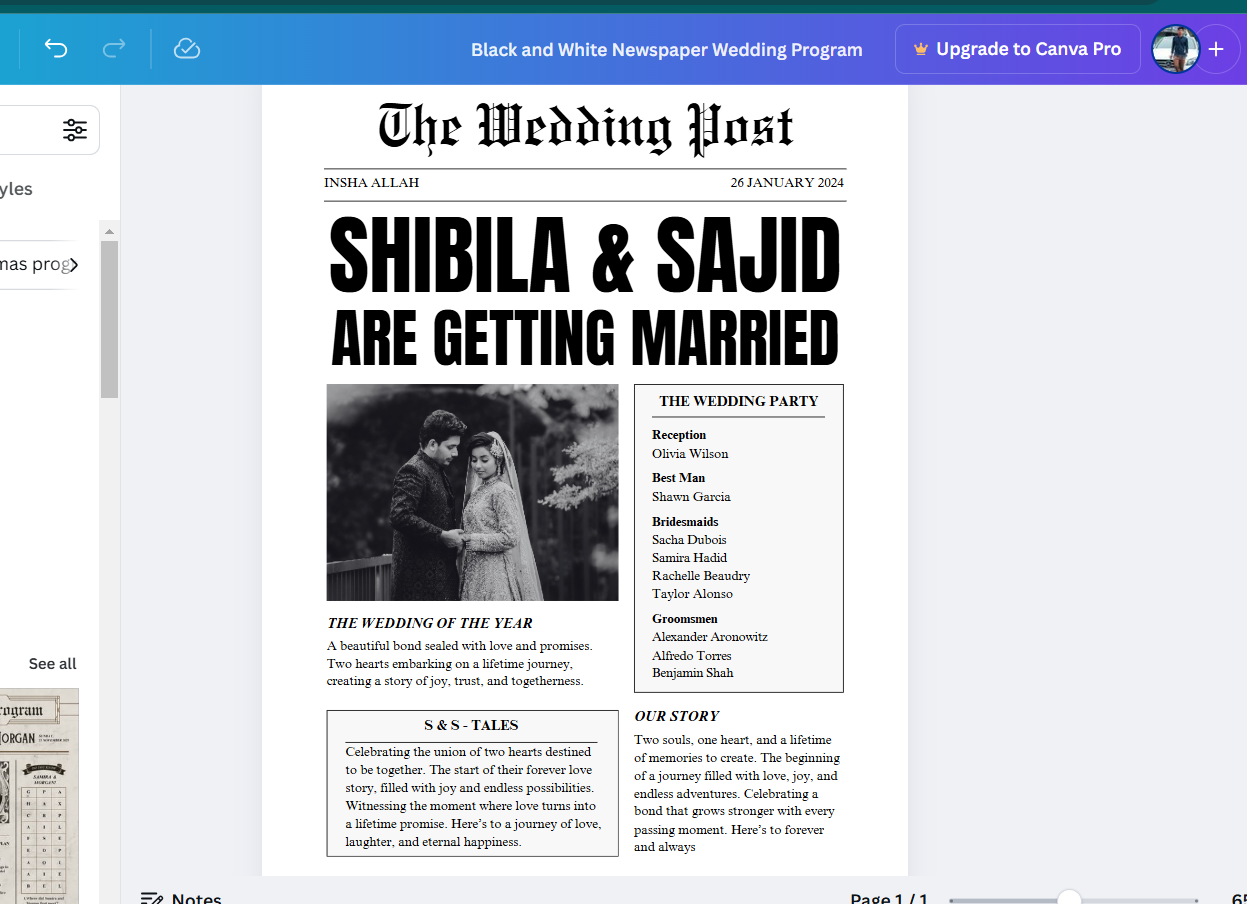 Black and White Newspaper Wedding Program
Upgrade to Canva Pro
yles
mas prog
See all
The Wedding Post
INSHA ALLAH
26 JANUARY 2024
SHIBILA & SAJID
ARE GETTING MARRIED
THE WEDDING PARTY
Reception
Olivia Wilson
Best Man
Shawn Garcia
Bridesmaids
Sacha Dubois
Samira Hadid
Rachelle Beaudry
Taylor Alonso
Groomsmen
Alexander Aronowitz
Alfredo Torres
Benjamin Shah
THE WEDDING OF THE YEAR
A beautiful bond sealed with love and promises.
Two hearts embarking on a lifetime journey,
creating a story of joy, trust, and togetherness.
S & S - TALES
Celebrating the union of two hearts destined
to be together. The start of their forever love
story, filled with joy and endless possibilities.
Witnessing the moment where love turns into
a lifetime promise. Here's to a journey of love,
laughter, and eternal happiness.
OUR STORY
Two souls, one heart, and a lifetime
of memories to create. The beginning
of a journey filled with love, joy, and
endless adventures. Celebrating a
bond that grows stronger with every
passing moment. Here's to forever
and always
rogram
ORGAN
SAMIRA &
MORGAN!
Notes
Page 1 / 1